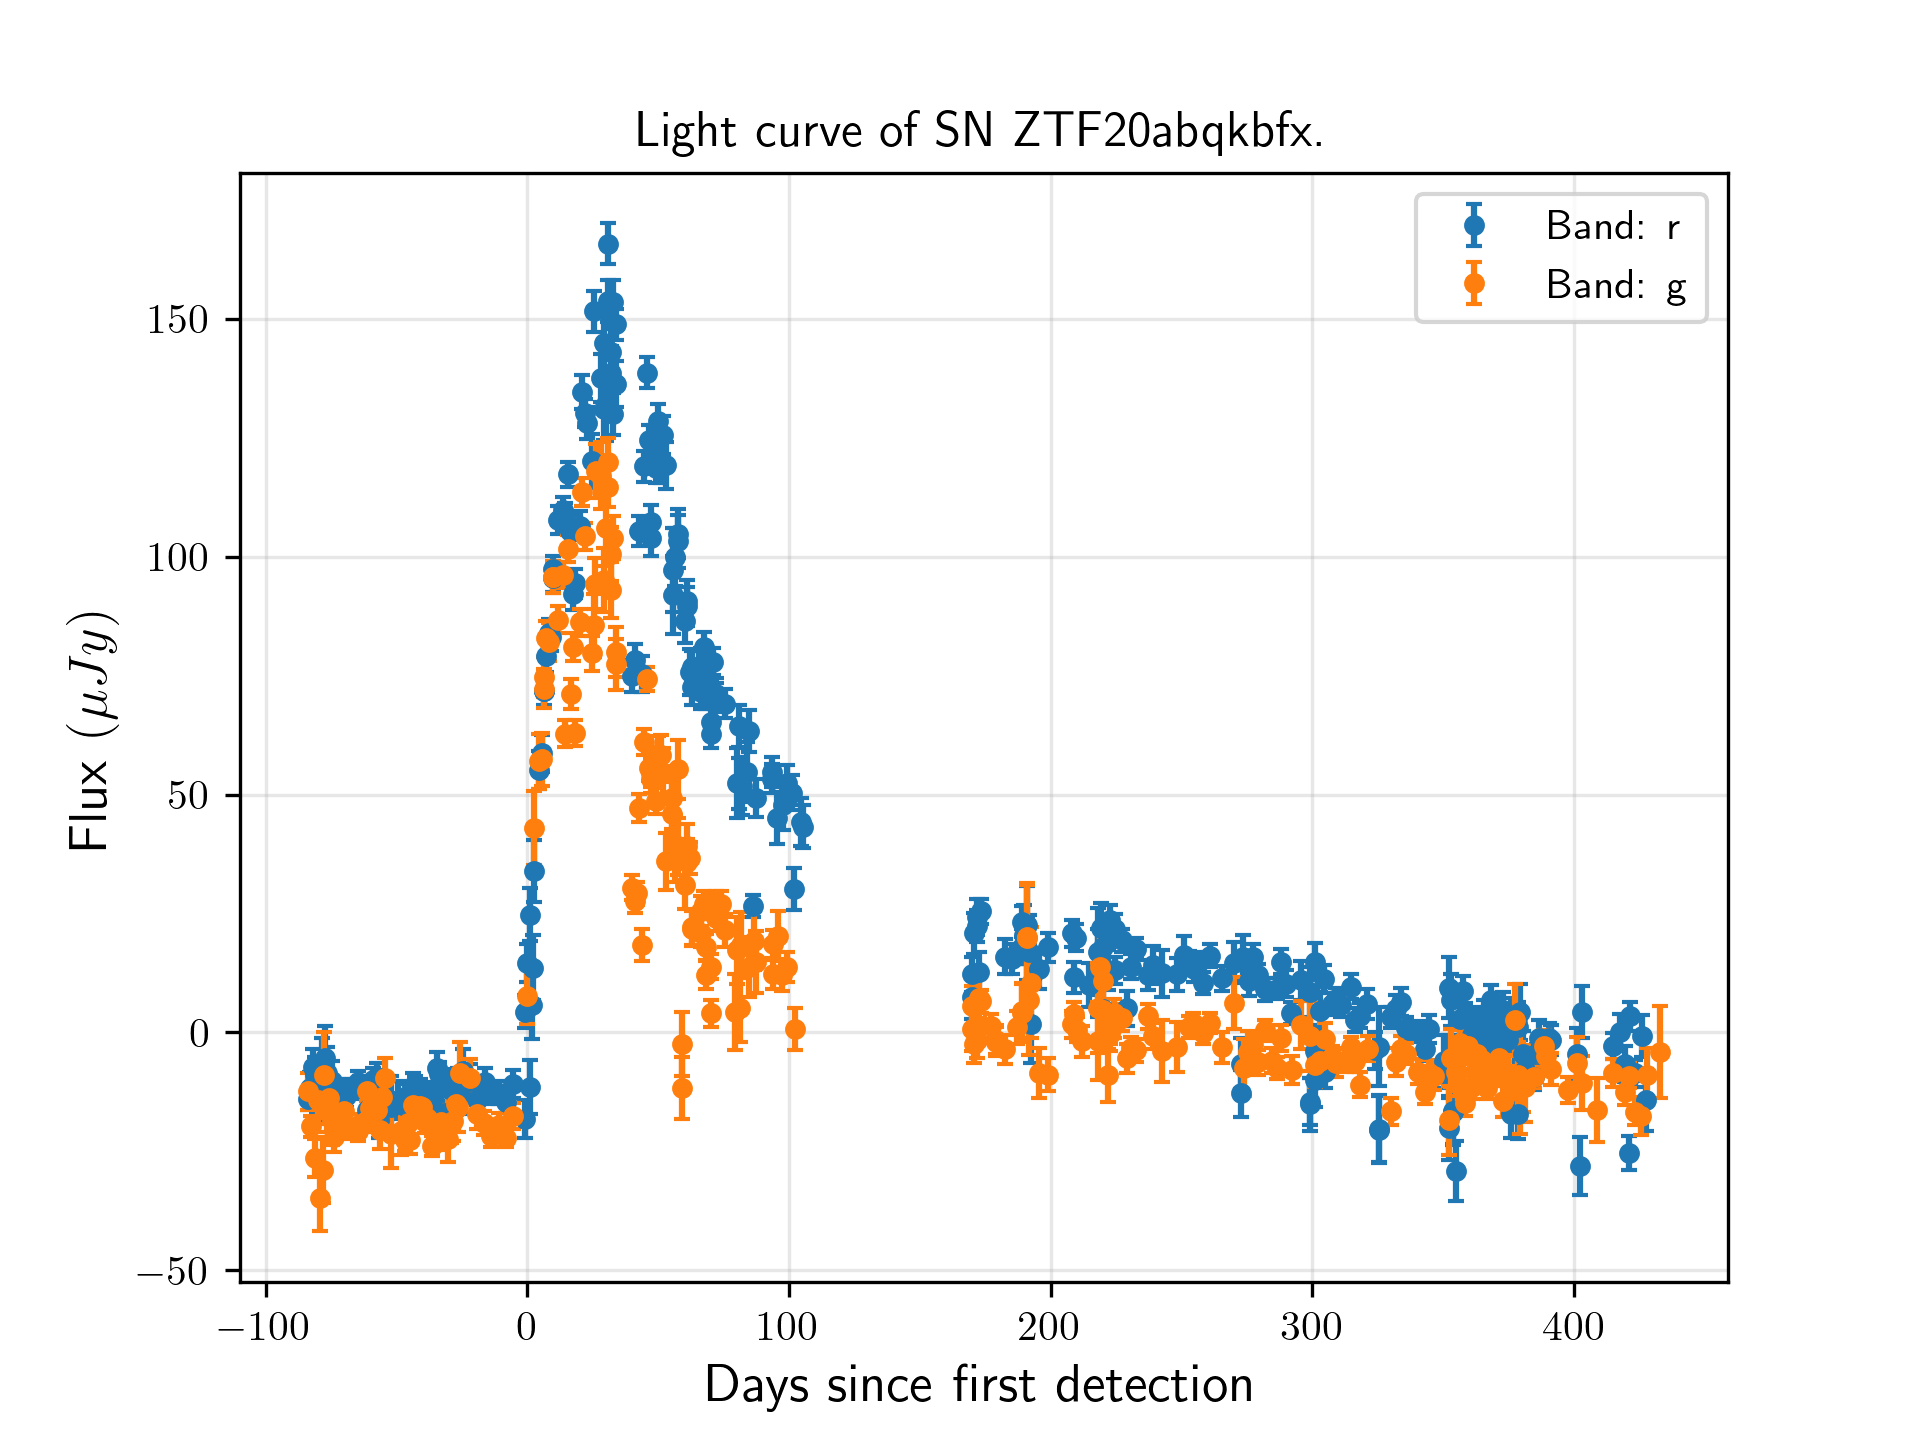 Light curve of SN ZTF20abqkbfx.
Band: r
Band: g
Flux (μJy)
150
100
50
0
−50
−100 0 100 200 300 400
Days since first detection